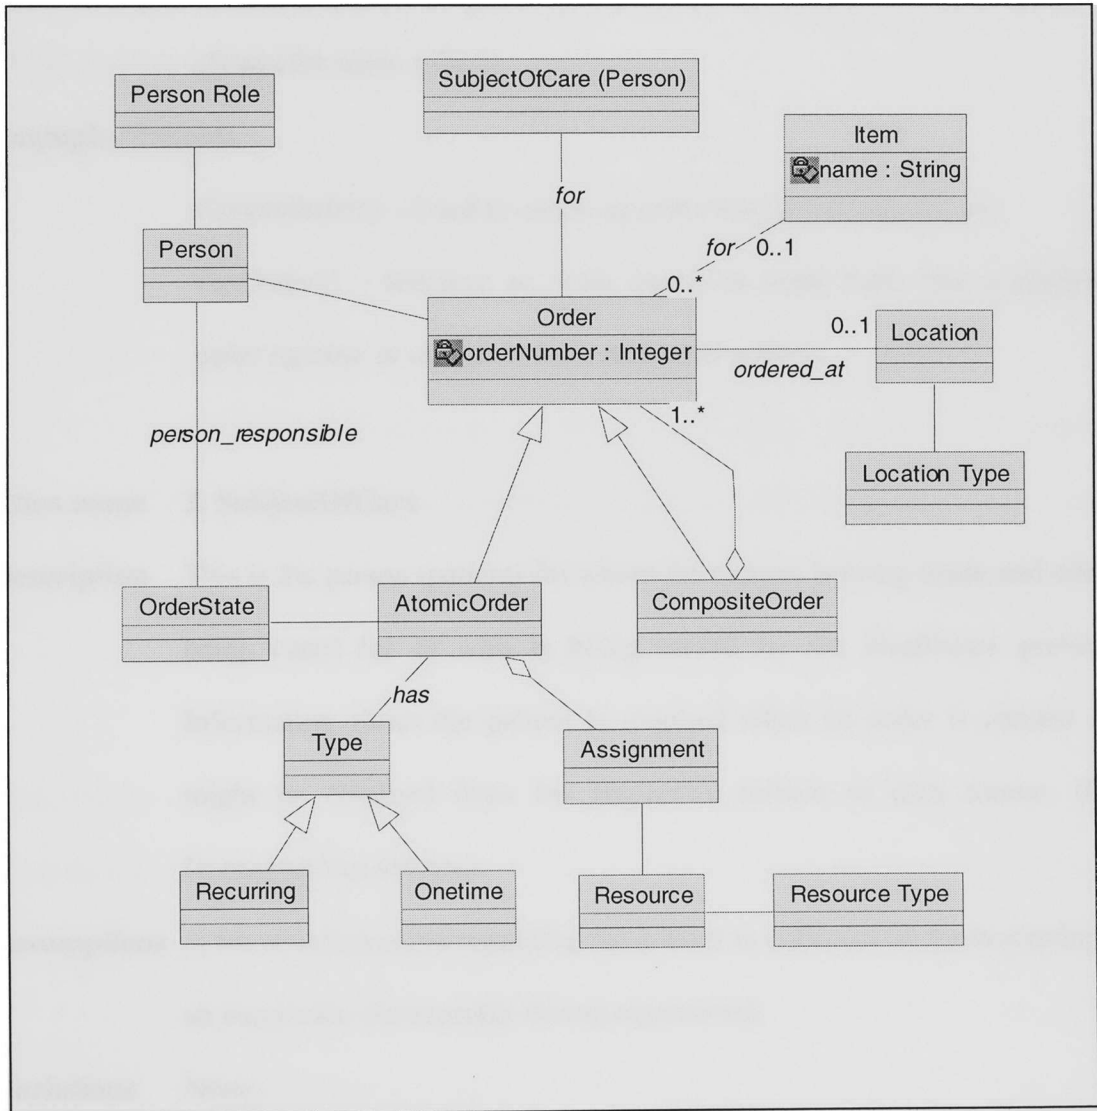 Person Role
SubjectOfCare (Person)
Item
name : String
for
Person
for 0..1
0..*
Order
orderNumber : Integer
0..1
Location
ordered_at
1..*
person_responsible
Location Type
OrderState
AtomicOrder
CompositeOrder
has
Type
Assignment
Recurring
Onetime
Resource
Resource Type